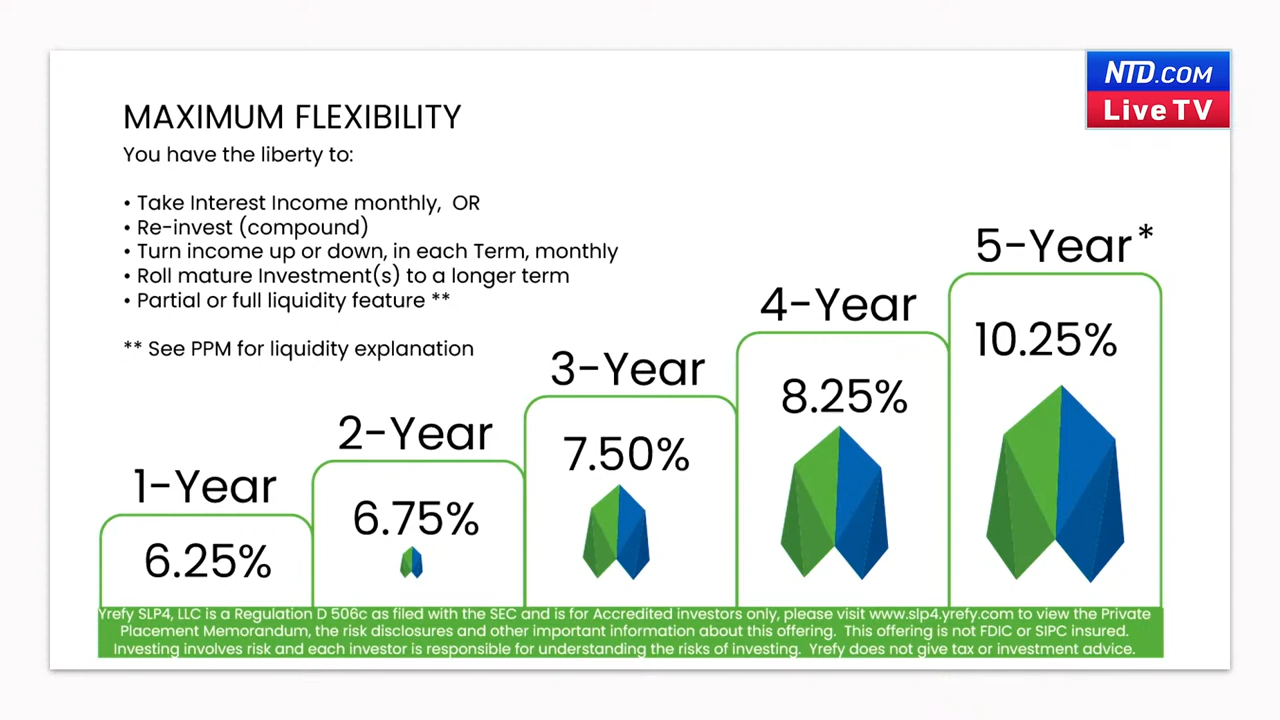 NTD.COM
Live TV
MAXIMUM FLEXIBILITY
You have the liberty to:
• Take Interest Income monthly, OR
• Re-invest (compound)
• Turn income up or down, in each Term, monthly
• Roll mature Investment(s) to a longer term
• Partial or full liquidity feature **
** See PPM for liquidity explanation
1-Year
6.25%
2-Year
6.75%
3-Year
7.50%
4-Year
8.25%
5-Year*
10.25%
Yrefy SLP4, LLC is a Regulation D 506c as filed with the SEC and is for Accredited investors only, please visit www.slp4.yrefy.com to view the Private
Placement Memorandum, the risk disclosures and other important information about this offering. This offering is not FDIC or SIPC insured.
Investing involves risk and each investor is responsible for understanding the risks of investing. Yrefy does not give tax or investment advice.